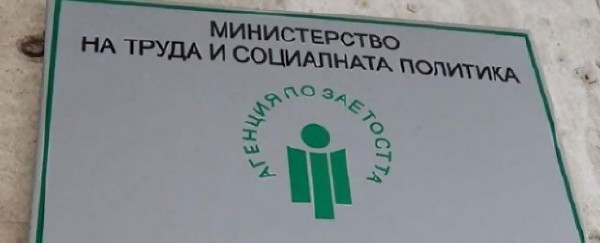 МИНИСТЕРСТВО
НА ТРУДА И СОЦИАЛНАТА ПОЛИТИКА
АГЕНЦИЯ ПО ЗАЕТОСТТА